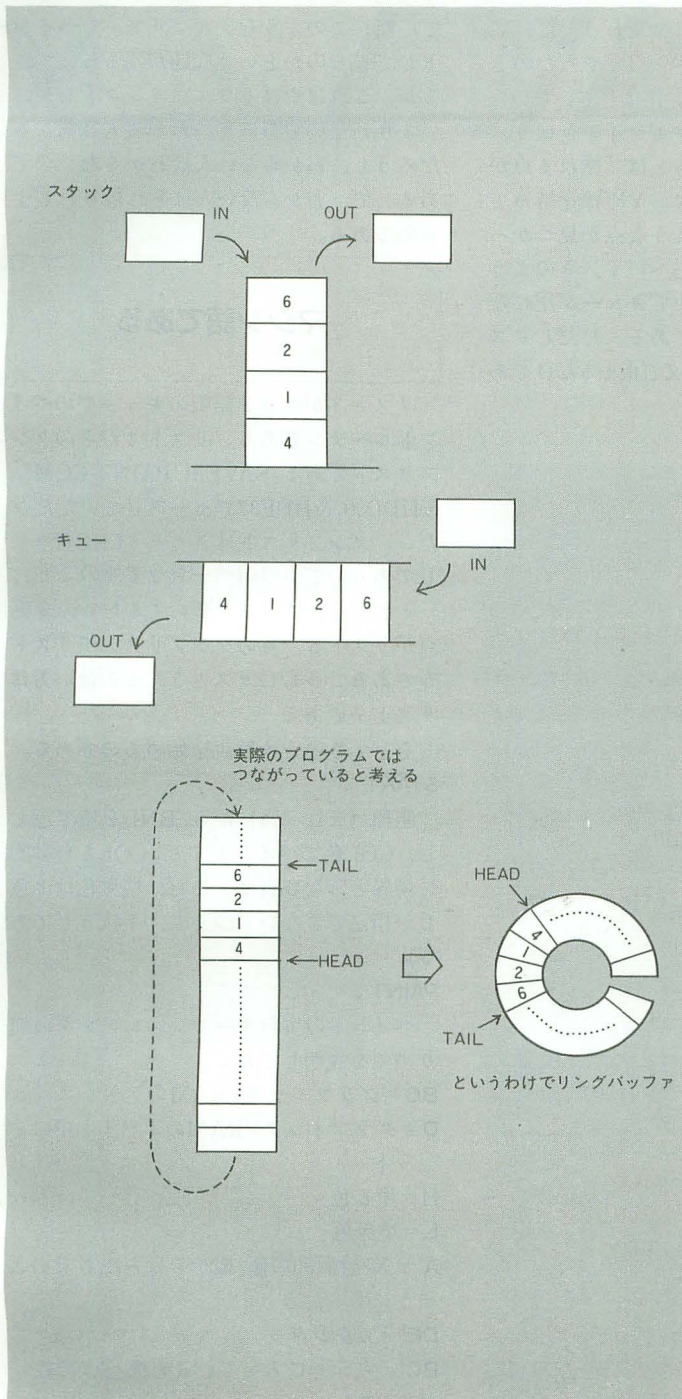 スタック
IN
OUT
6
2
1
4
キュー
IN
4 1 2 6
OUT
実際のプログラムでは
つながっていると考える
TAIL
6
2
1
4
HEAD
HEAD
4
1
2
6
TAIL
というわけでリングバッファ